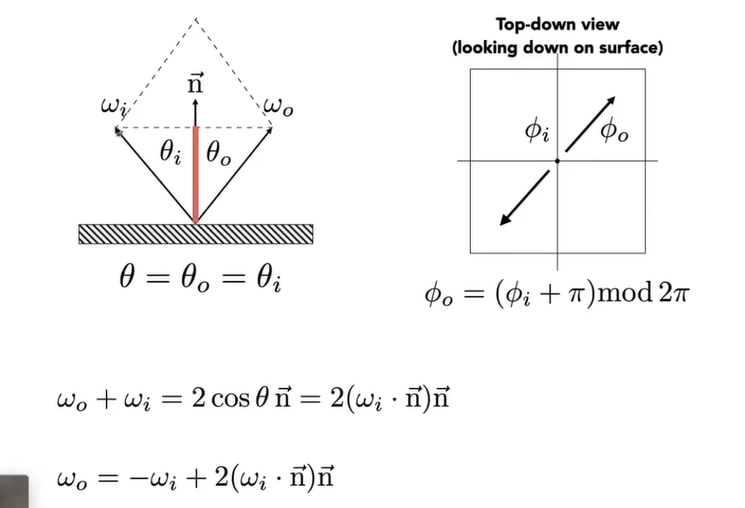 Top-down view
(looking down on surface)
n⃗
ωᵢ
ωₒ
θᵢ
θₒ
ϕᵢ
ϕₒ
θ = θₒ = θᵢ
ϕₒ = (ϕᵢ + π)mod 2π
ωₒ + ωᵢ = 2 cos θ n⃗ = 2(ωᵢ · n⃗)n⃗
ωₒ = −ωᵢ + 2(ωᵢ · n⃗)n⃗